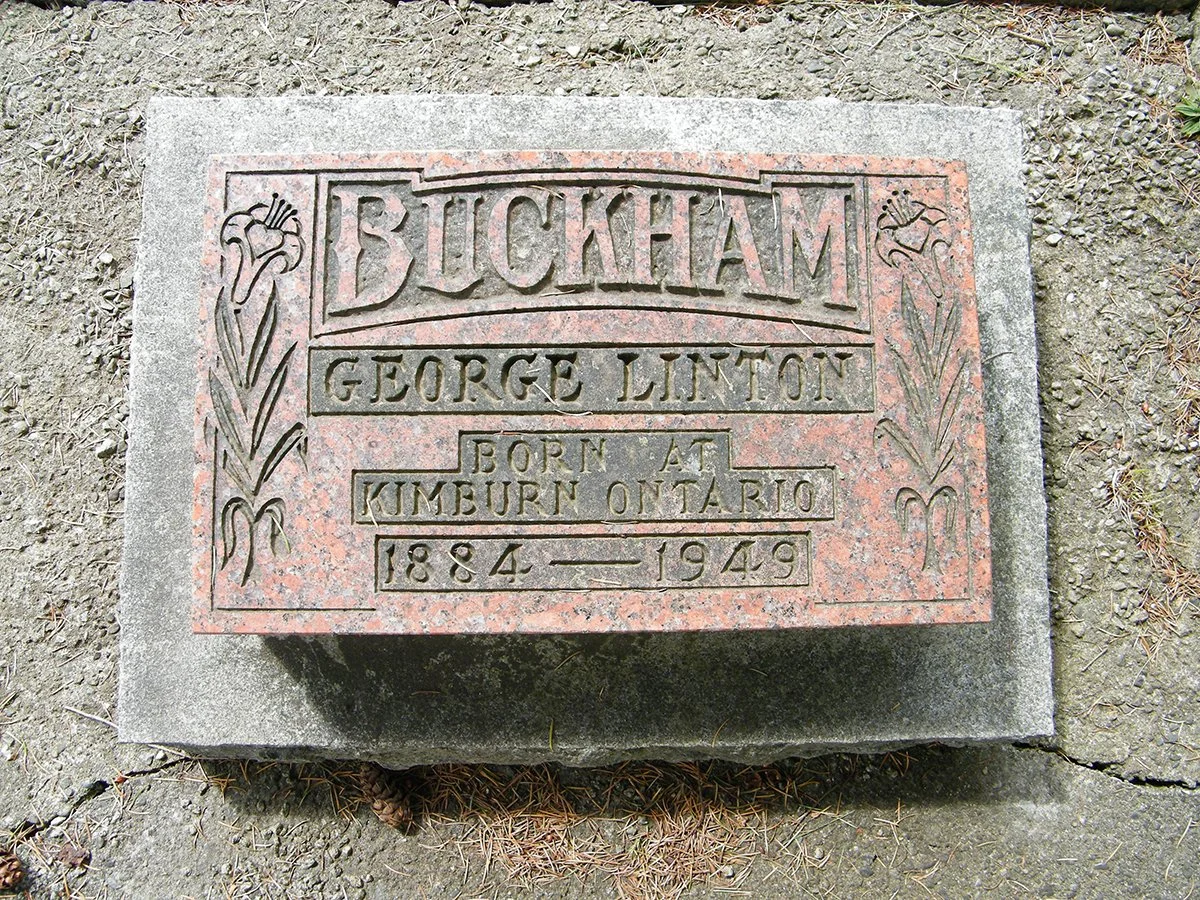 BUCKHAM
GEORGE LINTON
BORN AT
KIMBURN ONTARIO
1884 — 1949